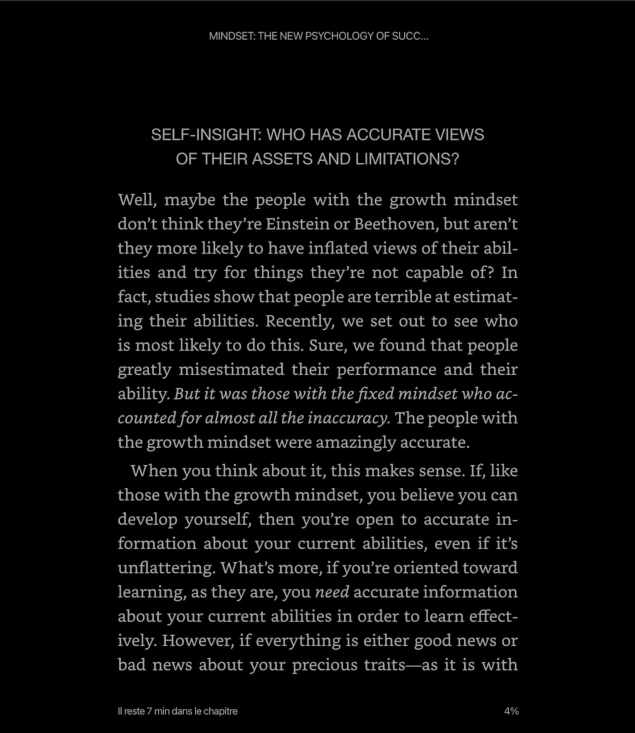 MINDSET: THE NEW PSYCHOLOGY OF SUCC...
SELF-INSIGHT: WHO HAS ACCURATE VIEWS
OF THEIR ASSETS AND LIMITATIONS?
Well, maybe the people with the growth mindset
don’t think they’re Einstein or Beethoven, but aren’t
they more likely to have inflated views of their abil-
ities and try for things they’re not capable of? In
fact, studies show that people are terrible at estimat-
ing their abilities. Recently, we set out to see who
is most likely to do this. Sure, we found that people
greatly misestimated their performance and their
ability. But it was those with the fixed mindset who ac-
counted for almost all the inaccuracy. The people with
the growth mindset were amazingly accurate.
When you think about it, this makes sense. If, like
those with the growth mindset, you believe you can
develop yourself, then you’re open to accurate in-
formation about your current abilities, even if it’s
unflattering. What’s more, if you’re oriented toward
learning, as they are, you need accurate information
about your current abilities in order to learn effect-
ively. However, if everything is either good news or
bad news about your precious traits—as it is with
Il reste 7 min dans le chapitre
4%